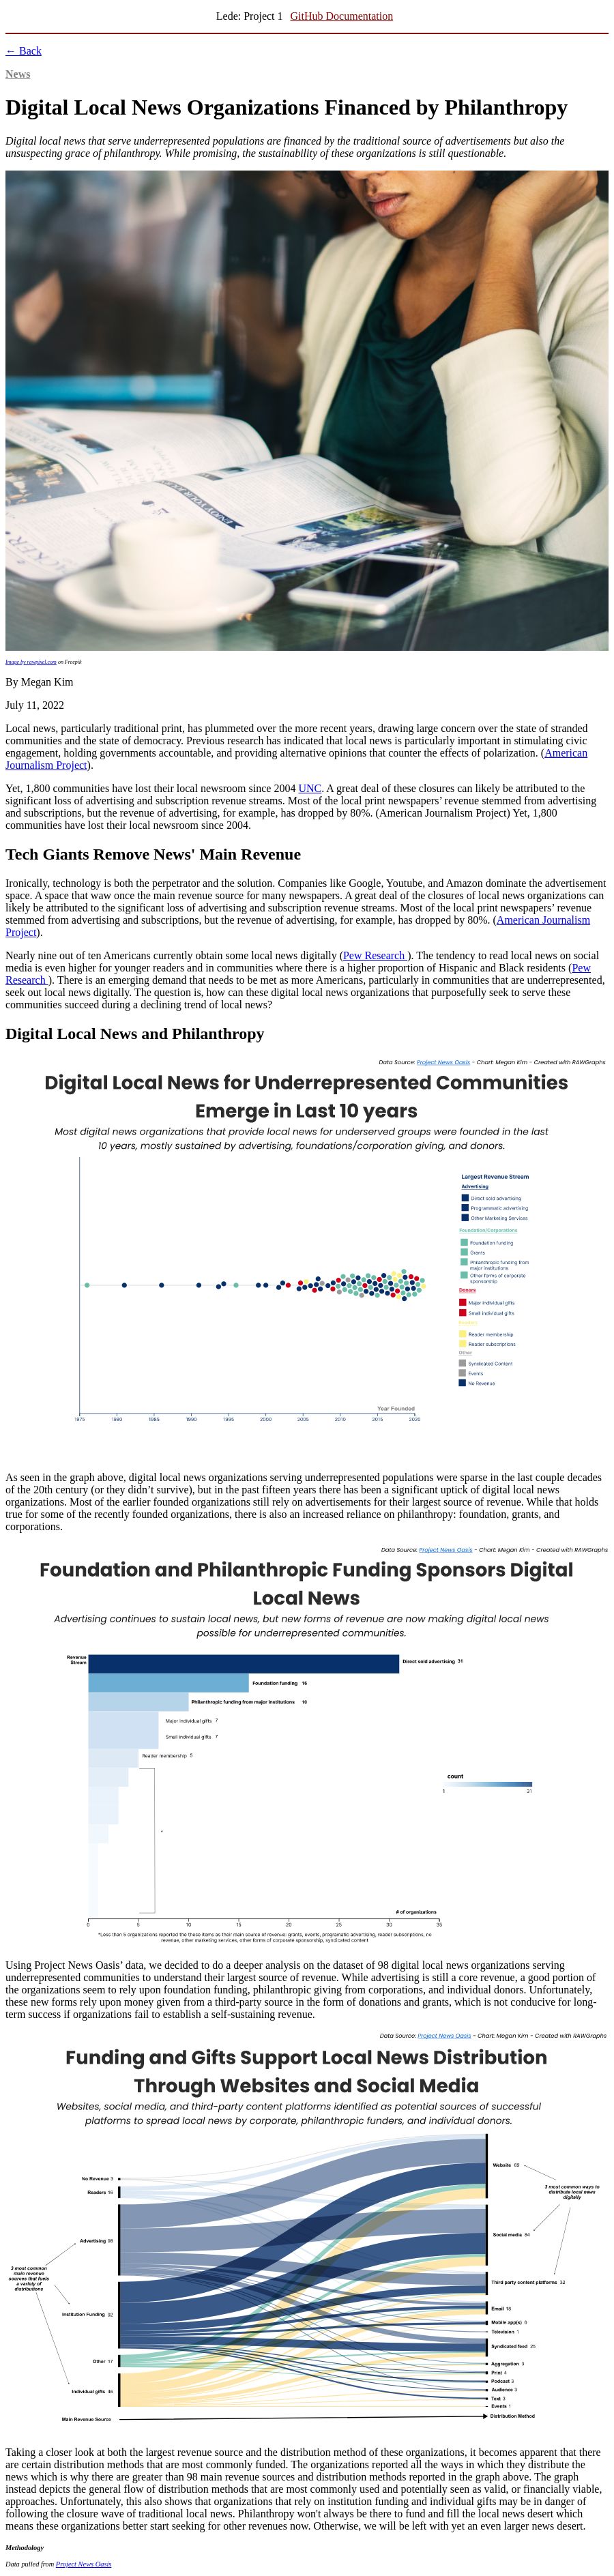 Lede: Project 1 GitHub Documentation
← Back
News
Digital Local News Organizations Financed by Philanthropy
Digital local news that serve underrepresented populations are financed by the traditional source of advertisements but also the
unsuspecting grace of philanthropy. While promising, the sustainability of these organizations is still questionable.
Image by rawpixel.com on Freepik
By Megan Kim
July 11, 2022
Local news, particularly traditional print, has plummeted over the more recent years, drawing large concern over the state of stranded
communities and the state of democracy. Previous research has indicated that local news is particularly important in stimulating civic
engagement, holding governments accountable, and providing alternative opinions that counter the effects of polarization. (American
Journalism Project).
Yet, 1,800 communities have lost their local newsroom since 2004 UNC. A great deal of these closures can likely be attributed to the
significant loss of advertising and subscription revenue streams. Most of the local print newspapers’ revenue stemmed from advertising
and subscriptions, but the revenue of advertising, for example, has dropped by 80%. (American Journalism Project) Yet, 1,800
communities have lost their local newsroom since 2004.
Tech Giants Remove News' Main Revenue
Ironically, technology is both the perpetrator and the solution. Companies like Google, Youtube, and Amazon dominate the advertisement
space. A space that waw once the main revenue source for many newspapers. A great deal of the closures of local news organizations can
likely be attributed to the significant loss of advertising and subscription revenue streams. Most of the local print newspapers’ revenue
stemmed from advertising and subscriptions, but the revenue of advertising, for example, has dropped by 80%. (American Journalism
Project).
Nearly nine out of ten Americans currently obtain some local news digitally (Pew Research ). The tendency to read local news on social
media is even higher for younger readers and in communities where there is a higher proportion of Hispanic and Black residents (Pew
Research ). There is an emerging demand that needs to be met as more Americans, particularly in communities that are underrepresented,
seek out local news digitally. The question is, how can these digital local news organizations that purposefully seek to serve these
communities succeed during a declining trend of local news?
Digital Local News and Philanthropy
Data Source: Project News Oasis - Chart: Megan Kim - Created with RAWGraphs
Digital Local News for Underrepresented Communities
Emerge in Last 10 years
Most digital news organizations that provide local news for underserved groups were founded in the last
10 years, mostly sustained by advertising, foundations/corporation giving, and donors.
Largest Revenue Stream
Advertising
Direct sold advertising
Programmatic advertising
Other Marketing Services
Foundation/Corporations
Foundation funding
Grants
Philanthropic funding from
major institutions
Other forms of corporate
sponsorship
Donors
Major individual gifts
Small individual gifts
Reader membership
Reader subscriptions
Other
Syndicated Content
Events
No Revenue
Year Founded
1975 1980 1985 1990 1995 2000 2005 2010 2015 2020
As seen in the graph above, digital local news organizations serving underrepresented populations were sparse in the last couple decades
of the 20th century (or they didn’t survive), but in the past fifteen years there has been a significant uptick of digital local news
organizations. Most of the earlier founded organizations still rely on advertisements for their largest source of revenue. While that holds
true for some of the recently founded organizations, there is also an increased reliance on philanthropy: foundation, grants, and
corporations.
Data Source: Project News Oasis - Chart: Megan Kim - Created with RAWGraphs
Foundation and Philanthropic Funding Sponsors Digital
Local News
Advertising continues to sustain local news, but new forms of revenue are now making digital local news
possible for underrepresented communities.
Revenue
Stream
Direct sold advertising 31
Foundation funding 16
Philanthropic funding from major institutions 10
Major individual gifts 7
Small individual gifts 7
Reader membership 5
*
count
1 31
# of organizations
0 5 10 15 20 25 30 35
*Less than 5 organizations reported the these items as their main source of revenue: grants, events, programatic advertising, reader subscriptions, no
revenue, other marketing services, other forms of corporate sponsorship, syndicated content
Using Project News Oasis’ data, we decided to do a deeper analysis on the dataset of 98 digital local news organizations serving
underrepresented communities to understand their largest source of revenue. While advertising is still a core revenue, a good portion of
the organizations seem to rely upon foundation funding, philanthropic giving from corporations, and individual donors. Unfortunately,
these new forms rely upon money given from a third-party source in the form of donations and grants, which is not conducive for long-
term success if organizations fail to establish a self-sustaining revenue.
Data Source: Project News Oasis - Chart: Megan Kim - Created with RAWGraphs
Funding and Gifts Support Local News Distribution
Through Websites and Social Media
Websites, social media, and third-party content platforms identified as potential sources of successful
platforms to spread local news by corporate, philanthropic funders, and individual donors.
No Revenue 3
Readers 16
Advertising 98
3 most common
main revenue
sources that fuels
a variety of
distributions
Institution Funding 92
Other 17
Individual gifts 46
Main Revenue Source
Website 89
3 most common ways to
distribute local news
digitally
Social media 84
Third party content platforms 32
Email 18
Mobile app(s) 6
Television 1
Syndicated feed 25
Aggregation 3
Print 4
Podcast 3
Audience 3
Text 3
Events 1
Distribution Method
Taking a closer look at both the largest revenue source and the distribution method of these organizations, it becomes apparent that there
are certain distribution methods that are most commonly funded. The organizations reported all the ways in which they distribute the
news which is why there are greater than 98 main revenue sources and distribution methods reported in the graph above. The graph
instead depicts the general flow of distribution methods that are most commonly used and potentially seen as valid, or financially viable,
approaches. Unfortunately, this also shows that organizations that rely on institution funding and individual gifts may be in danger of
following the closure wave of traditional local news. Philanthropy won't always be there to fund and fill the local news desert which
means these organizations better start seeking for other revenues now. Otherwise, we will be left with yet an even larger news desert.
Methodology
Data pulled from Project News Oasis